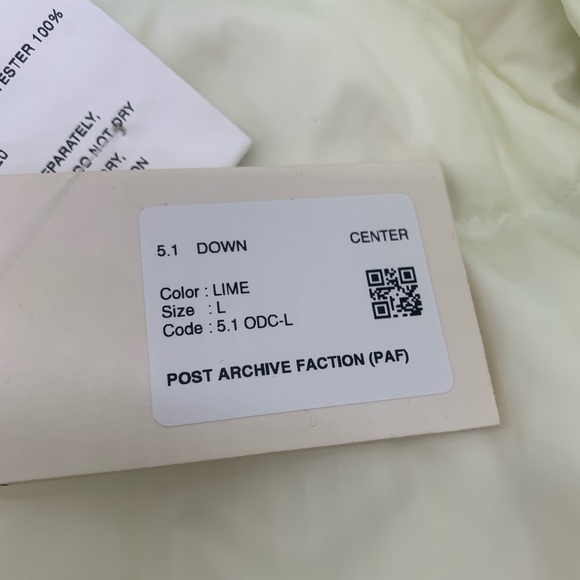 ESTER 100%
EPARATELY,
DO NOT DRY
5.1 DOWN CENTER
Color : LIME
Size : L
Code : 5.1 ODC-L
POST ARCHIVE FACTION (PAF)